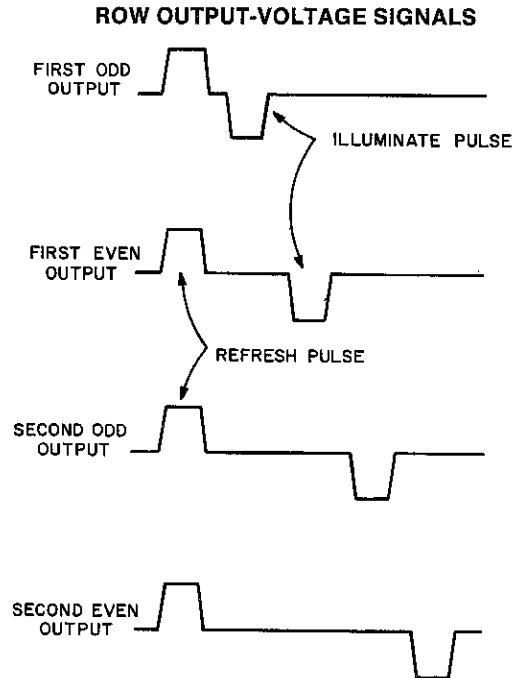 ROW OUTPUT-VOLTAGE SIGNALS
FIRST ODD
OUTPUT
ILLUMINATE PULSE
FIRST EVEN
OUTPUT
REFRESH PULSE
SECOND ODD
OUTPUT
SECOND EVEN
OUTPUT